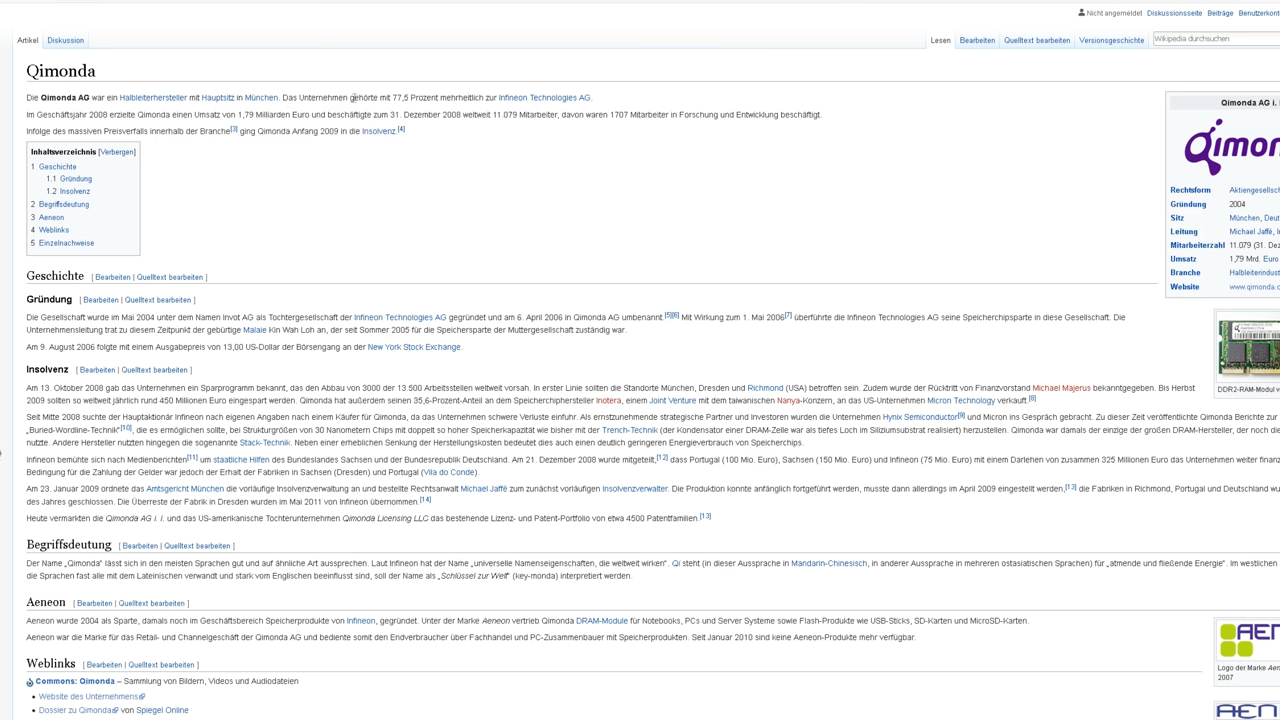 Nicht angemeldet Diskussionsseite Beiträge Benutzerkont
Artikel Diskussion Lesen Bearbeiten Quelltext bearbeiten Versionsgeschichte Wikipedia durchsuchen
Qimonda
Die Qimonda AG war ein Halbleiterhersteller mit Hauptsitz in München. Das Unternehmen gehörte mit 77,5 Prozent mehrheitlich zur Infineon Technologies AG.
Im Geschäftsjahr 2008 erzielte Qimonda einen Umsatz von 1,79 Milliarden Euro und beschäftigte zum 31. Dezember 2008 weltweit 11.079 Mitarbeiter, davon waren 1707 Mitarbeiter in Forschung und Entwicklung beschäftigt.
Infolge des massiven Preisverfalls innerhalb der Branche[3] ging Qimonda Anfang 2009 in die Insolvenz.[4]
Inhaltsverzeichnis [Verbergen]
1 Geschichte
1.1 Gründung
1.2 Insolvenz
2 Begriffsdeutung
3 Aeneon
4 Weblinks
5 Einzelnachweise
Qimonda AG i.
Qimon
Rechtsform Aktiengesellsc
Gründung 2004
Sitz München, Deut
Leitung Michael Jaffé, I
Mitarbeiterzahl 11.079 (31. Dez
Umsatz 1,79 Mrd. Euro
Branche Halbleiterindust
Website www.qimonda.c
Geschichte [ Bearbeiten | Quelltext bearbeiten ]
Gründung [ Bearbeiten | Quelltext bearbeiten ]
Die Gesellschaft wurde im Mai 2004 unter dem Namen Invot AG als Tochtergesellschaft der Infineon Technologies AG gegründet und am 6. April 2006 in Qimonda AG umbenannt.[5][6] Mit Wirkung zum 1. Mai 2006[7] überführte die Infineon Technologies AG seine Speicherchipsparte in diese Gesellschaft. Die
Unternehmensleitung trat zu diesem Zeitpunkt der gebürtige Malaie Kin Wah Loh an, der seit Sommer 2005 für die Speichersparte der Muttergesellschaft zuständig war.
Am 9. August 2006 folgte mit einem Ausgabepreis von 13,00 US-Dollar der Börsengang an der New York Stock Exchange.
DDR2-RAM-Modul v
Insolvenz [ Bearbeiten | Quelltext bearbeiten ]
Am 13. Oktober 2008 gab das Unternehmen ein Sparprogramm bekannt, das den Abbau von 3000 der 13.500 Arbeitsstellen weltweit vorsah. In erster Linie sollten die Standorte München, Dresden und Richmond (USA) betroffen sein. Zudem wurde der Rücktritt von Finanzvorstand Michael Majerus bekanntgegeben. Bis Herbst
2009 sollten so weltweit jährlich rund 450 Millionen Euro eingespart werden. Qimonda hat außerdem seinen 35,6-Prozent-Anteil an dem Speicherchiphersteller Inotera, einem Joint Venture mit dem taiwanischen Nanya-Konzern, an das US-Unternehmen Micron Technology verkauft.[8]
Seit Mitte 2008 suchte der Hauptaktionär Infineon nach eigenen Angaben nach einem Käufer für Qimonda, da das Unternehmen schwere Verluste einfuhr. Als ernstzunehmende strategische Partner und Investoren wurden die Unternehmen Hynix Semiconductor[9] und Micron ins Gespräch gebracht. Zu dieser Zeit veröffentlichte Qimonda Berichte zur
„Buried-Wordline-Technik“[10], die es ermöglichen sollte, bei Strukturgrößen von 30 Nanometern Chips mit doppelt so hoher Speicherkapazität wie bisher mit der Trench-Technik (der Kondensator einer DRAM-Zelle war als tiefes Loch im Siliziumsubstrat realisiert) herzustellen. Qimonda war damals der einzige der großen DRAM-Hersteller, der noch die
nutzte. Andere Hersteller nutzten hingegen die sogenannte Stack-Technik. Neben einer erheblichen Senkung der Herstellungskosten bedeutet dies auch einen deutlich geringeren Energieverbrauch von Speicherchips.
Infineon bemühte sich nach Medienberichten[11] um staatliche Hilfen des Bundeslandes Sachsen und der Bundesrepublik Deutschland. Am 21. Dezember 2008 wurde mitgeteilt,[12] dass Portugal (100 Mio. Euro), Sachsen (150 Mio. Euro) und Infineon (75 Mio. Euro) mit einem Darlehen von zusammen 325 Millionen Euro das Unternehmen weiter finanz
Bedingung für die Zahlung der Gelder war jedoch der Erhalt der Fabriken in Sachsen (Dresden) und Portugal (Vila do Conde).
Am 23. Januar 2009 ordnete das Amtsgericht München die vorläufige Insolvenzverwaltung an und bestellte Rechtsanwalt Michael Jaffé zum zunächst vorläufigen Insolvenzverwalter. Die Produktion konnte anfänglich fortgeführt werden, musste dann allerdings im April 2009 eingestellt werden,[13] die Fabriken in Richmond, Portugal und Deutschland wu
des Jahres geschlossen. Die Überreste der Fabrik in Dresden wurden im Mai 2011 von Infineon übernommen.[14]
Heute vermarkten die Qimonda AG i. I. und das US-amerikanische Tochterunternehmen Qimonda Licensing LLC das bestehende Lizenz- und Patent-Portfolio von etwa 4500 Patentfamilien.[13]
Begriffsdeutung [ Bearbeiten | Quelltext bearbeiten ]
Der Name „Qimonda“ lässt sich in den meisten Sprachen gut und auf ähnliche Art aussprechen. Laut Infineon hat der Name „universelle Namenseigenschaften, die weltweit wirken“. Qi steht (in dieser Aussprache in Mandarin-Chinesisch, in anderer Aussprache in mehreren ostasiatischen Sprachen) für „atmende und fließende Energie“. Im westlichen
die Sprachen fast alle mit dem Lateinischen verwandt und stark vom Englischen beeinflusst sind, soll der Name als „Schlüssel zur Welt“ (key-monda) interpretiert werden.
Aeneon [ Bearbeiten | Quelltext bearbeiten ]
Aeneon wurde 2004 als Sparte, damals noch im Geschäftsbereich Speicherprodukte von Infineon, gegründet. Unter der Marke Aeneon vertrieb Qimonda DRAM-Module für Notebooks, PCs und Server Systeme sowie Flash-Produkte wie USB-Sticks, SD-Karten und MicroSD-Karten.
Aeneon war die Marke für das Retail- und Channelgeschäft der Qimonda AG und bediente somit den Endverbraucher über Fachhandel und PC-Zusammenbauer mit Speicherprodukten. Seit Januar 2010 sind keine Aeneon-Produkte mehr verfügbar.
AEN
Logo der Marke Aen
2007
AEN
Weblinks [ Bearbeiten | Quelltext bearbeiten ]
Commons: Qimonda – Sammlung von Bildern, Videos und Audiodateien
Website des Unternehmens
Dossier zu Qimonda von Spiegel Online